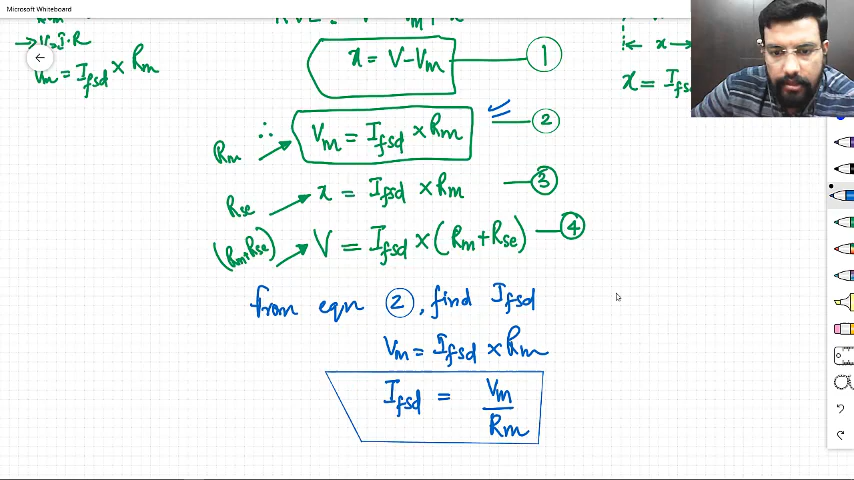 Microsoft Whiteboard
→ V=I·R
Vm = Ifsd × Rm
x = V-Vm — 1
∴ Vm = Ifsd × Rm — 2
Rm
x = Ifsd × Rm — 3
Rse
V = Ifsd × (Rm+Rse) — 4
(Rm+Rse)
x
x = Ifs
from eqn 2, find Ifsd
Vm = Ifsd × Rm
Ifsd = Vm/Rm